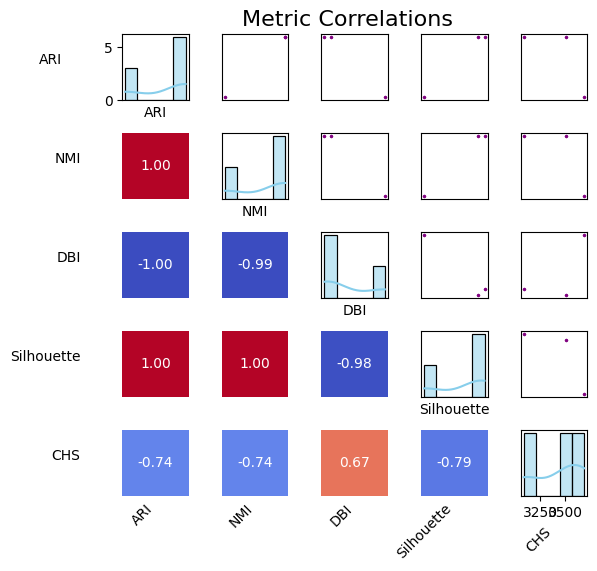 Metric Correlations
ARI
5
0
ARI
NMI
1.00
NMI
DBI
-1.00
-0.99
DBI
Silhouette
1.00
1.00
-0.98
Silhouette
CHS
-0.74
-0.74
0.67
-0.79
3250
3500
ARI
NMI
DBI
Silhouette
CHS